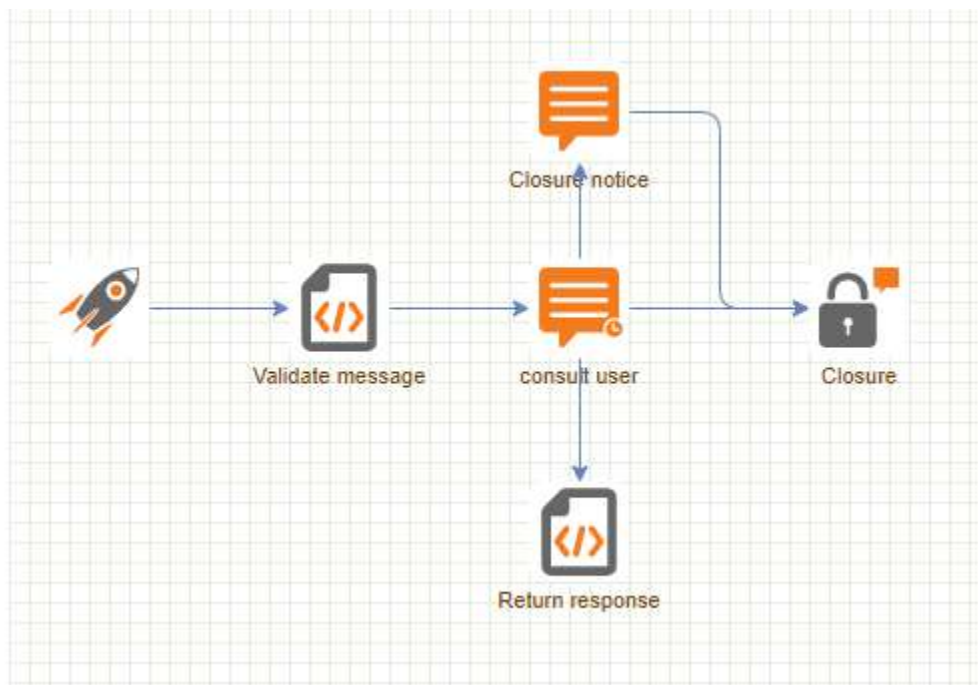 Closure notice
Validate message
consult user
Closure
Return response